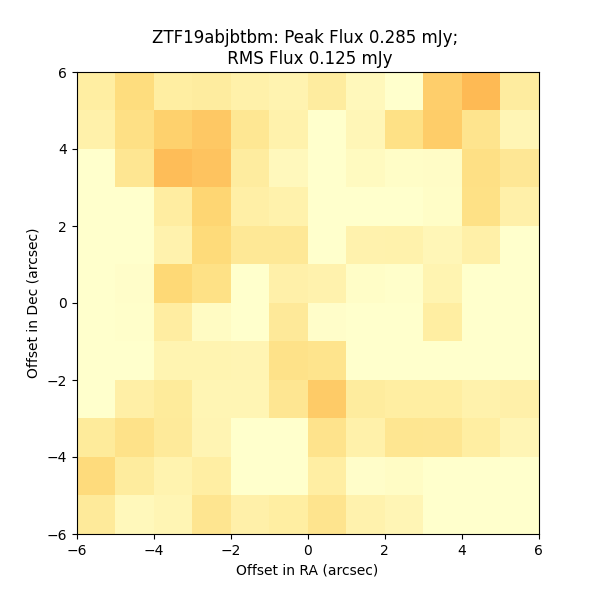 ZTF19abjbtbm: Peak Flux 0.285 mJy;
RMS Flux 0.125 mJy
6
4
2
0
−2
−4
−6
Offset in Dec (arcsec)
−6 −4 −2 0 2 4 6
Offset in RA (arcsec)